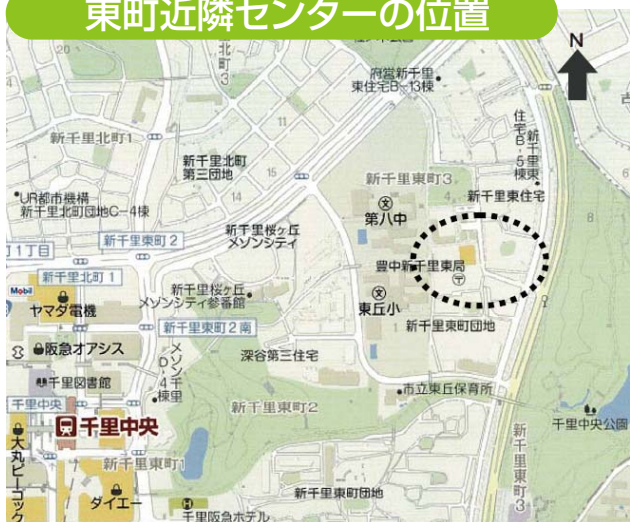 東町近隣センターの位置
N
20
北町3
府営新千里
東住宅B-13棟
新千里北町1
11
14
15
新千里北町
第三団地
新千里東町3
住宅B-5棟
新千里東
新千里東住宅
UR都市機構
新千里北町団地C-4棟
文
第八中
新千里桜ヶ丘
メゾンシティ
町1丁目
新千里東町2
8
豊中新千里東局
新千里北町1
Mobil
ヤマダ電機
新千里桜ヶ丘
メゾンシティ参番館
文
東丘小
新千里東町2南
新千里東町団地
阪急オアシス
メゾン千里
D-4棟
深谷第三住宅
千里図書館
市立東丘保育所
千里中央
新千里東町2
千里中央公園
千里中央
新千里東町3
大丸ピーコック
新千里東町1
新千里東町団地
ダイエー
H
千里阪急ホテル